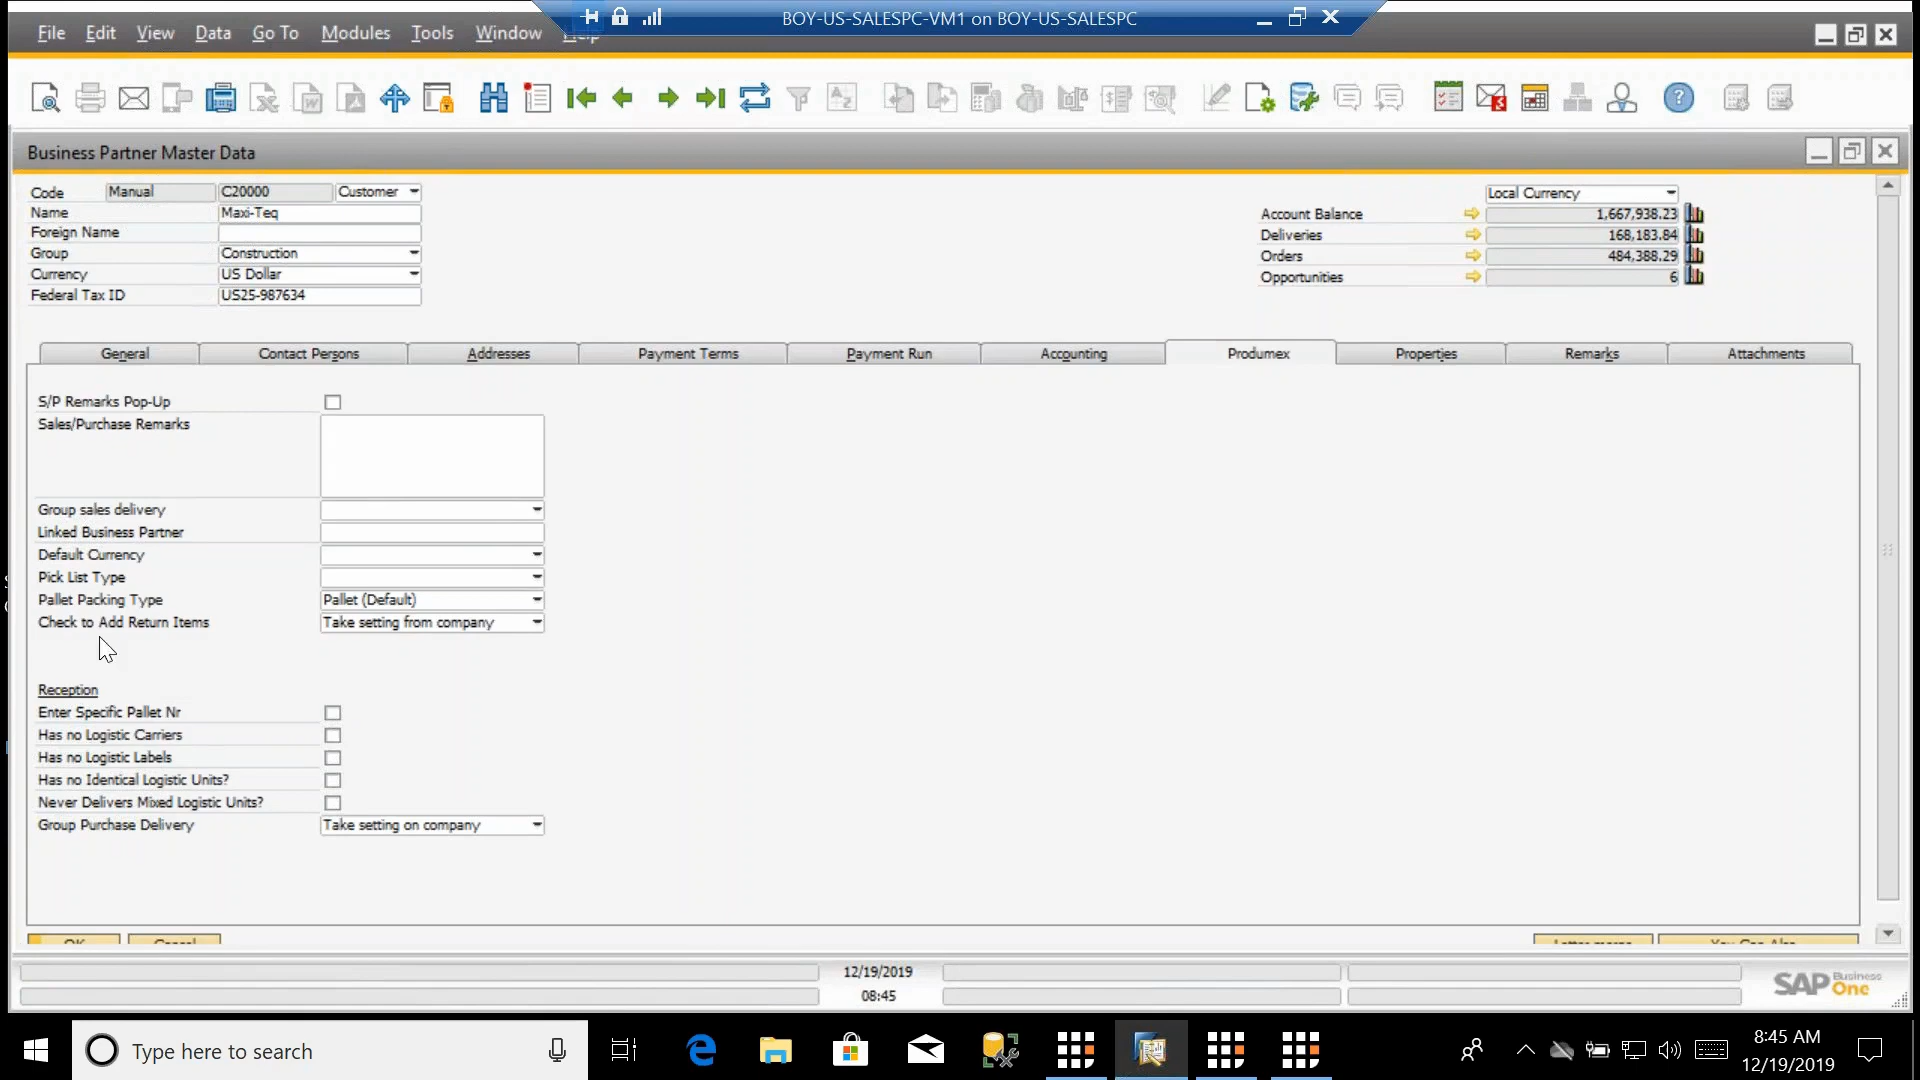 BOY-US-SALESPC-VM1 on BOY-US-SALESPC
File Edit View Data Go To Modules Tools Window Help
Business Partner Master Data
Code Manual C20000 Customer
Name Maxi-Teq
Foreign Name
Group Construction
Currency US Dollar
Federal Tax ID US25-987634
Local Currency
Account Balance 1,667,938.23
Deliveries 168,183.84
Orders 484,388.29
Opportunities 6
General Contact Persons Addresses Payment Terms Payment Run Accounting Produmex Properties Remarks Attachments
S/P Remarks Pop-Up
Sales/Purchase Remarks
Group sales delivery
Linked Business Partner
Default Currency
Pick List Type
Pallet Packing Type Pallet (Default)
Check to Add Return Items Take setting from company
Reception
Enter Specific Pallet Nr
Has no Logistic Carriers
Has no Logistic Labels
Has no Identical Logistic Units?
Never Delivers Mixed Logistic Units?
Group Purchase Delivery Take setting on company
OK Cancel You Can Also
12/19/2019
08:45
SAP Business One
Type here to search
8:45 AM
12/19/2019